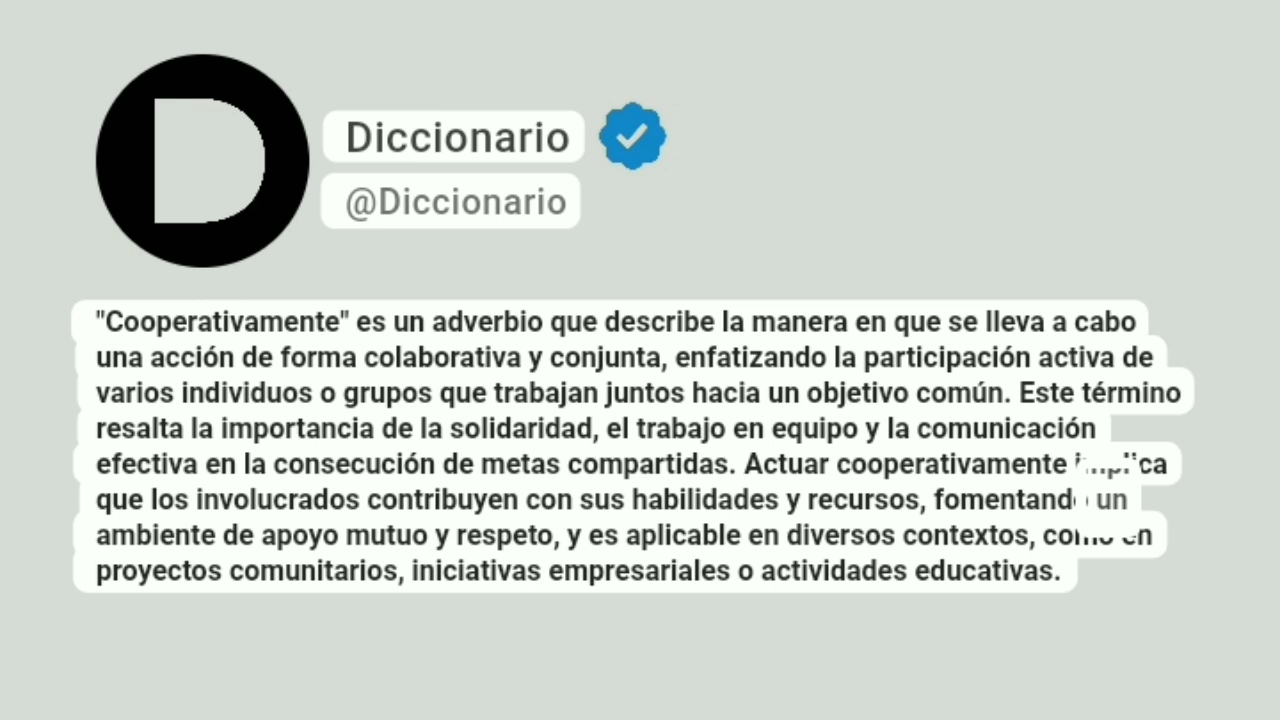 D
Diccionario
@Diccionario
"Cooperativamente" es un adverbio que describe la manera en que se lleva a cabo
una acción de forma colaborativa y conjunta, enfatizando la participación activa de
varios individuos o grupos que trabajan juntos hacia un objetivo común. Este término
resalta la importancia de la solidaridad, el trabajo en equipo y la comunicación
efectiva en la consecución de metas compartidas. Actuar cooperativamente implica
que los involucrados contribuyen con sus habilidades y recursos, fomentando un
ambiente de apoyo mutuo y respeto, y es aplicable en diversos contextos, como en
proyectos comunitarios, iniciativas empresariales o actividades educativas.